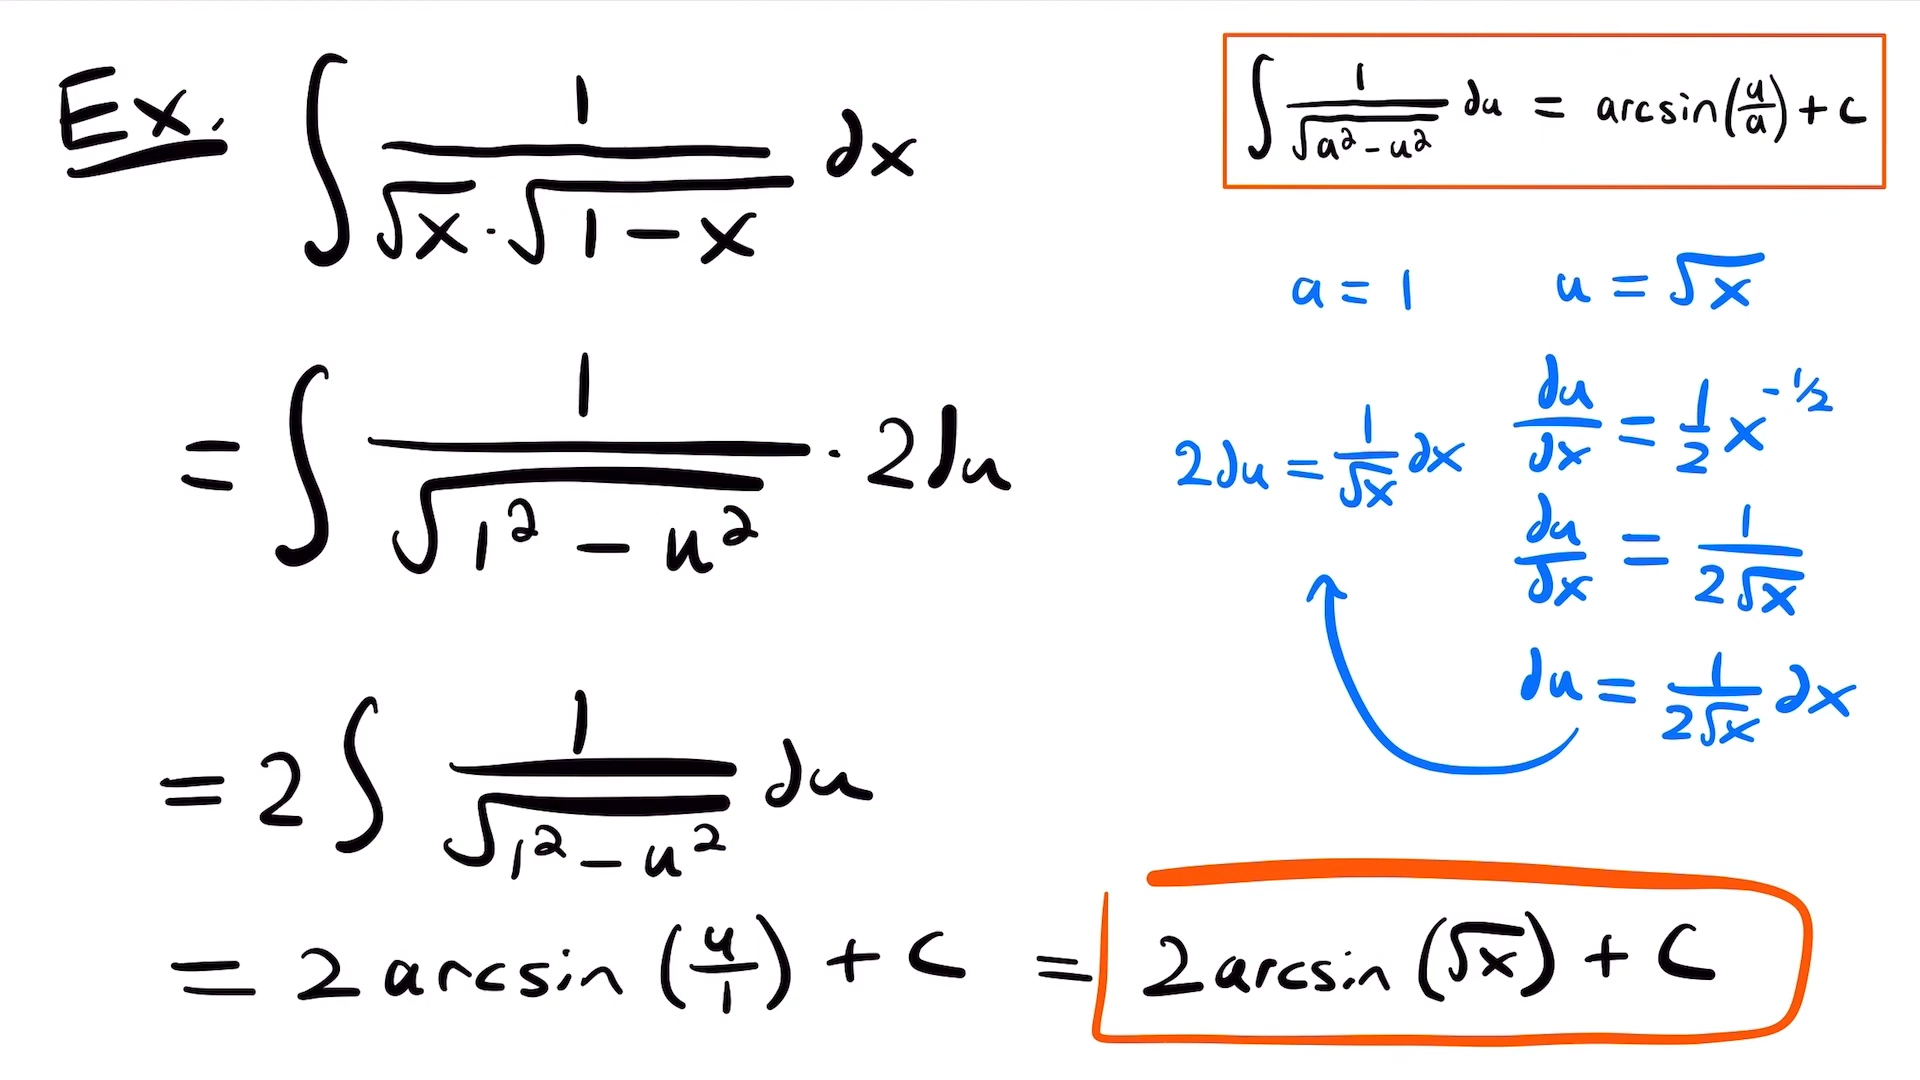 Ex. ∫ 1/(√x · √(1 − x)) dx
∫ 1/√(a² − u²) du = arcsin(u/a) + C
a = 1 u = √x
= ∫ 1/√(1² − u²) · 2du
2du = 1/√x dx
du/dx = 1/2 x^(-1/2)
du/dx = 1/(2√x)
du = 1/(2√x) dx
= 2 ∫ 1/√(1² − u²) du
= 2 arcsin (u/1) + C = 2 arcsin (√x) + C